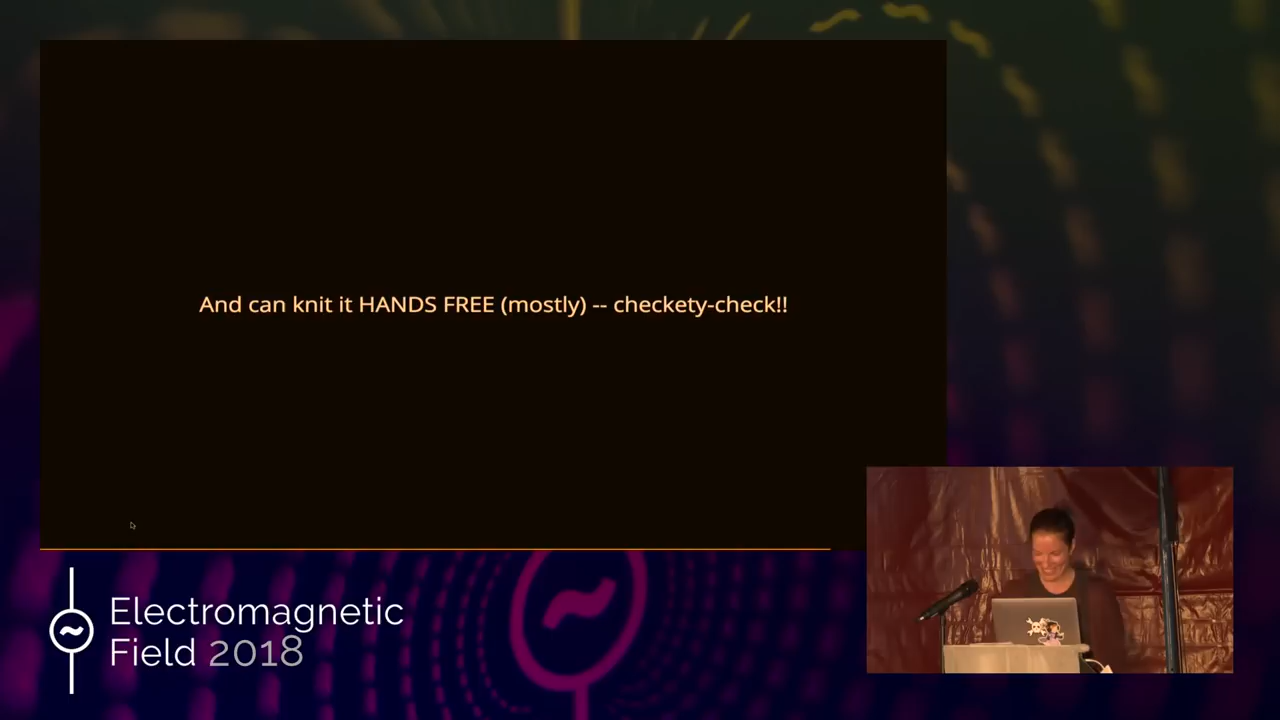 And can knit it HANDS FREE (mostly) -- checkety-check!!
Electromagnetic
Field 2018